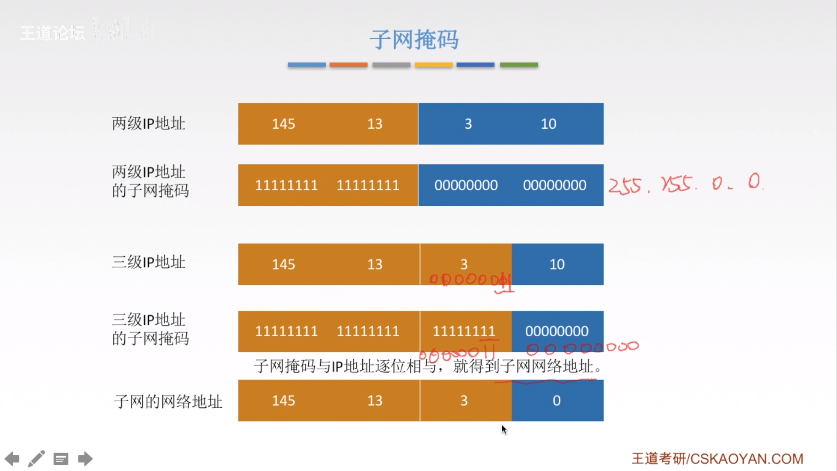 王道论坛
子网掩码
两级IP地址 145 13 3 10
两级IP地址
的子网掩码 11111111 11111111 00000000 00000000 255.255.0.0.
三级IP地址 145 13 3 10
00000011
三级IP地址
的子网掩码 11111111 11111111 11111111 00000000
00000011 00000000
子网掩码与IP地址逐位相与，就得到子网网络地址。
子网的网络地址 145 13 3 0
王道考研/CSKAOYAN.COM